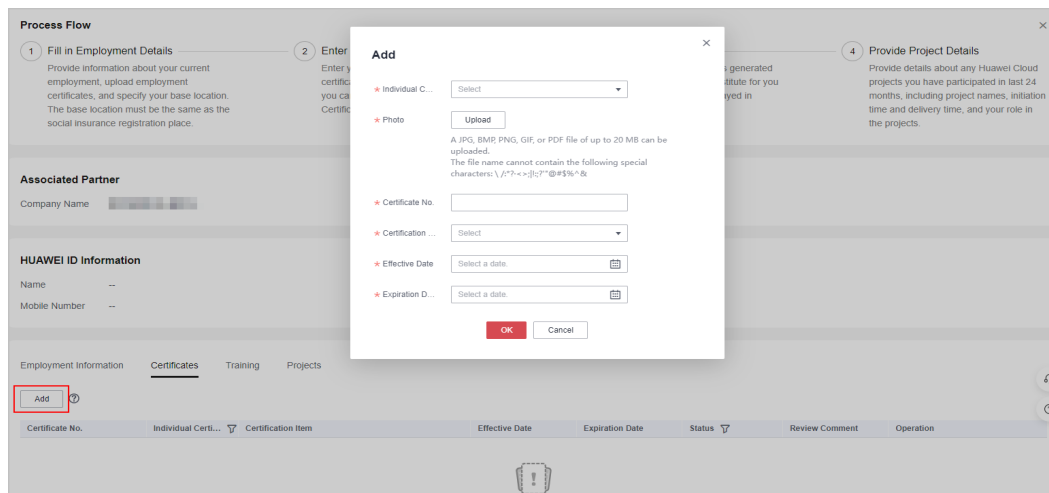 Process Flow
1 Fill in Employment Details
Provide information about your current
employment, upload employment
certificates, and specify your base location.
The base location must be the same as the
social insurance registration place.
2 Enter
Enter y
certific
you ca
Certific
generated
stitute for you
yed in
4 Provide Project Details
Provide details about any Huawei Cloud
projects you have participated in last 24
months, including project names, initiation
time and delivery time, and your role in
the projects.
Add
* Individual C... Select
* Photo Upload
A JPG, BMP, PNG, GIF, or PDF file of up to 20 MB can be
uploaded.
The file name cannot contain the following special
characters: \ /:*?-<>;|!:;?'"@#$%^&
* Certificate No.
* Certification ... Select
* Effective Date Select a date.
* Expiration D... Select a date.
OK Cancel
Associated Partner
Company Name
HUAWEI ID Information
Name --
Mobile Number --
Employment Information Certificates Training Projects
Add
Certificate No. Individual Certi... Certification Item Effective Date Expiration Date Status Review Comment Operation